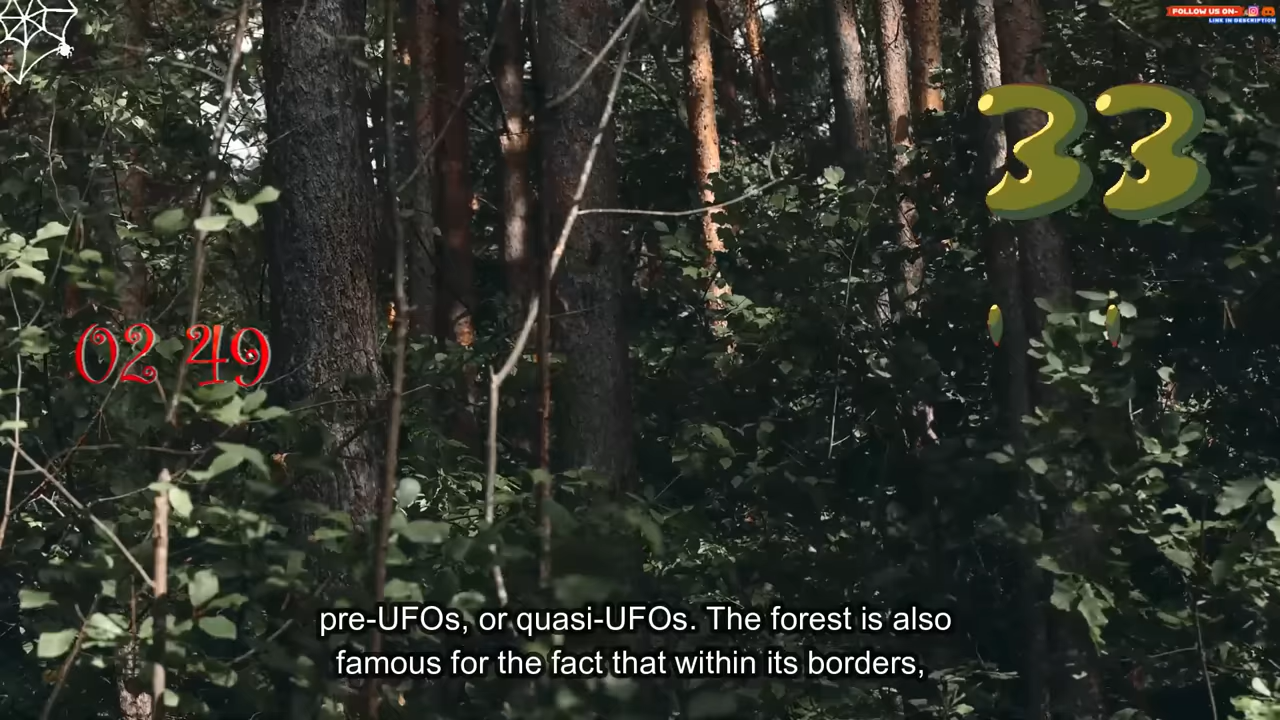 FOLLOW US ON-
LINK IN DESCRIPTION
33
02 49
pre-UFOs, or quasi-UFOs. The forest is also
famous for the fact that within its borders,